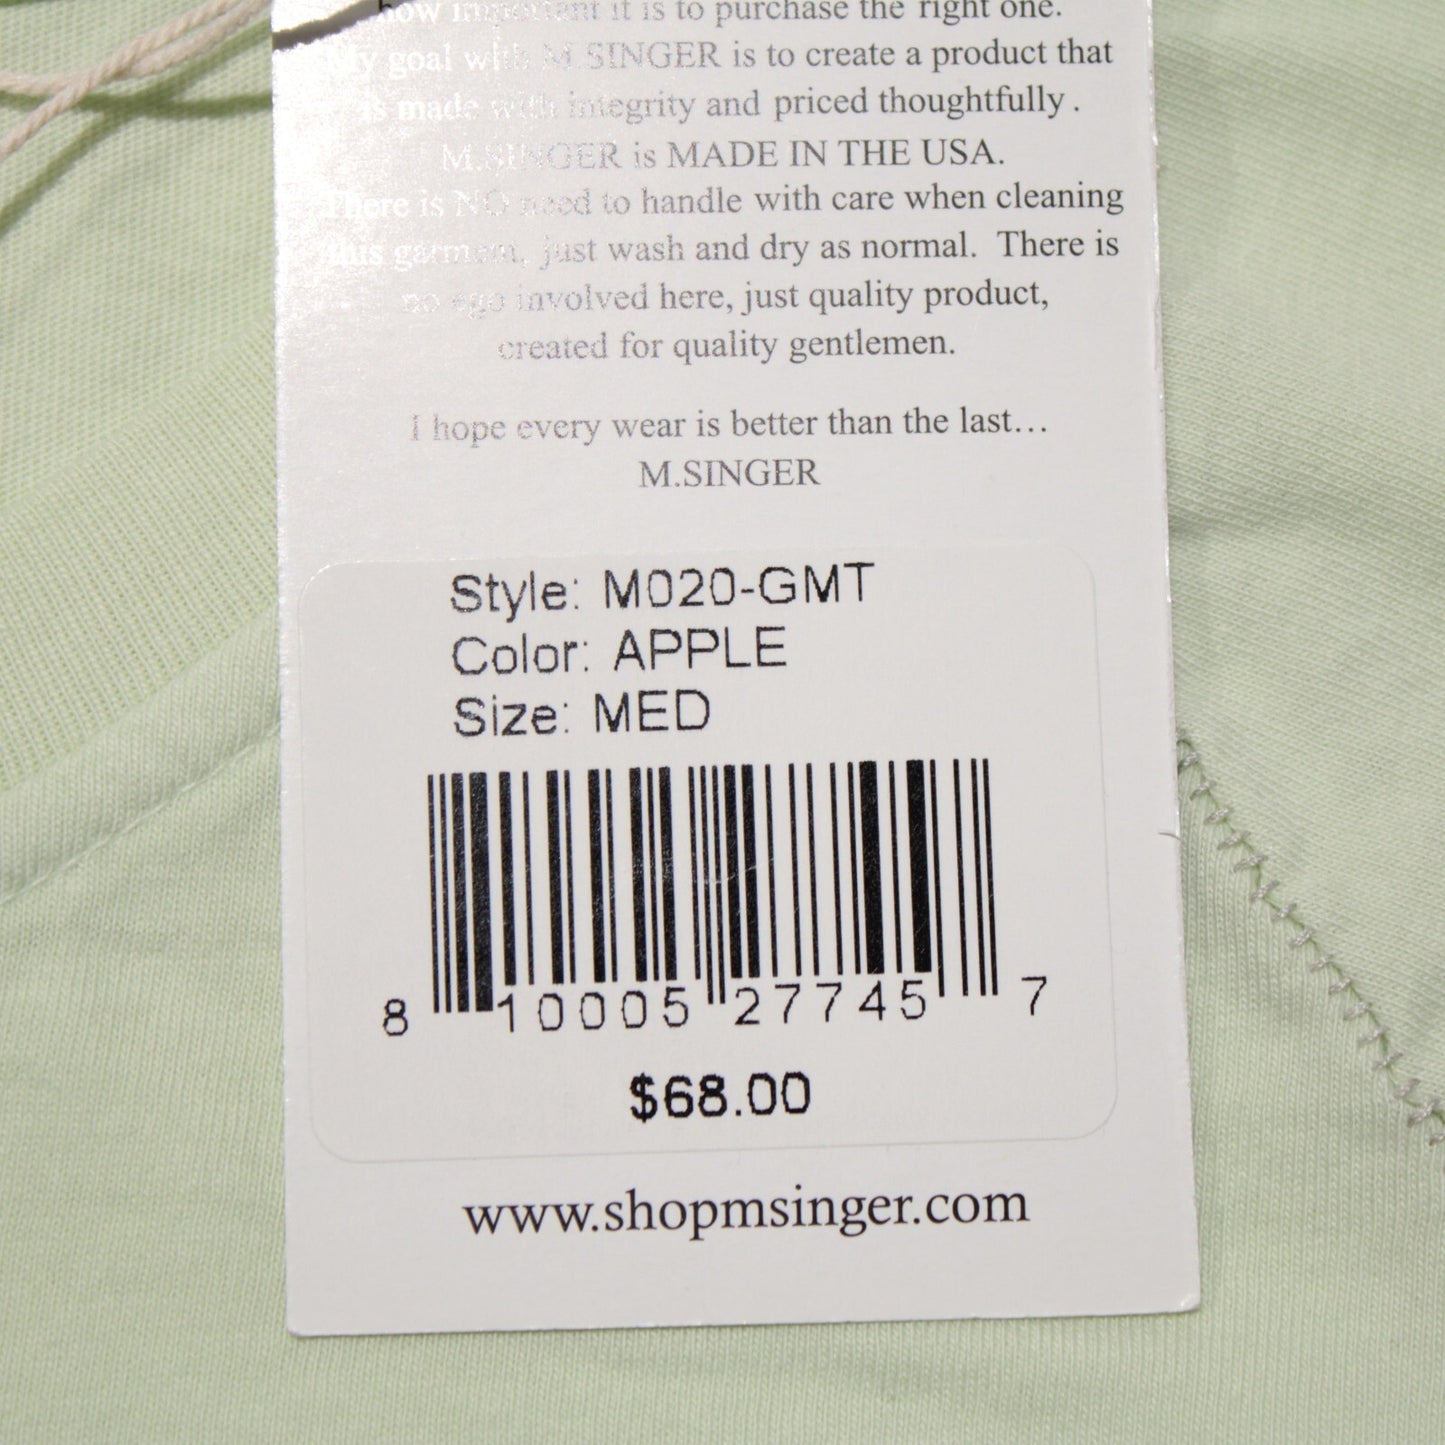 how important it is to purchase the right one.
My goal with M.SINGER is to create a product that
is made with integrity and priced thoughtfully.
M.SINGER is MADE IN THE USA.
There is NO need to handle with care when cleaning
this garment, just wash and dry as normal. There is
no ego involved here, just quality product,
created for quality gentlemen.
I hope every wear is better than the last...
M.SINGER
Style: M020-GMT
Color: APPLE
Size: MED
8 10005 27745 7
$68.00
www.shopmsinger.com